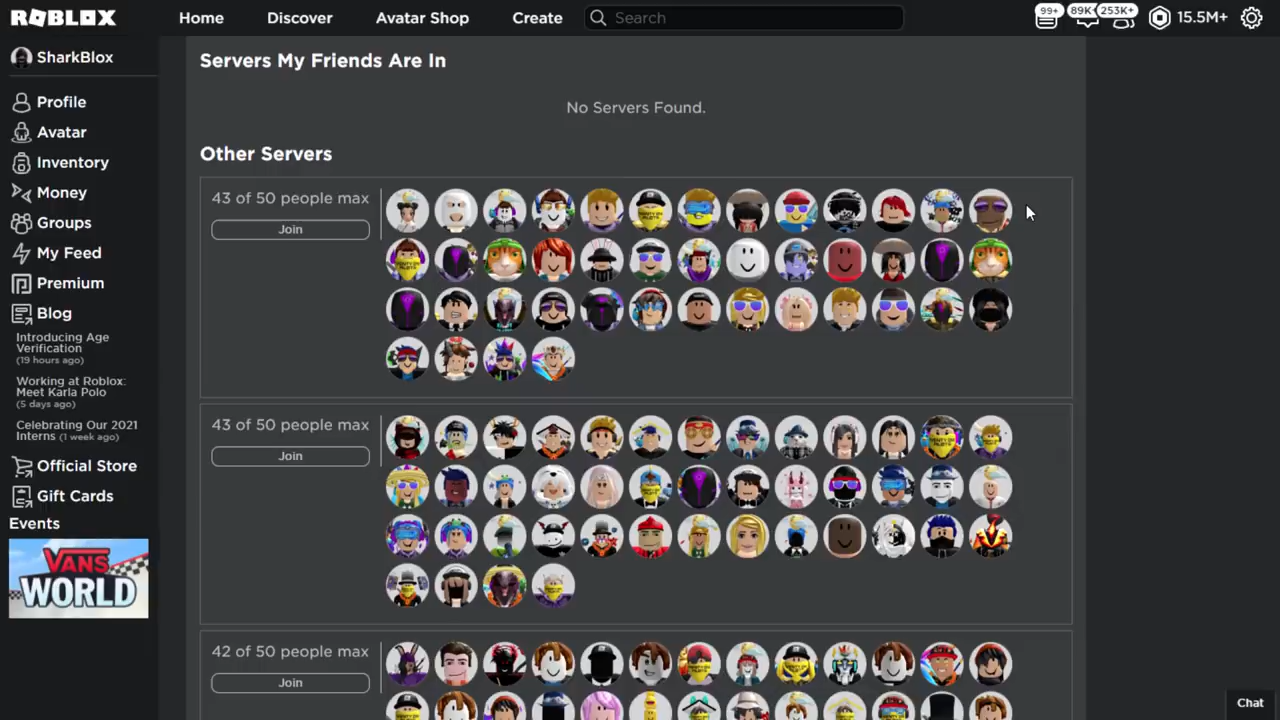 ROBLOX
Home
Discover
Avatar Shop
Create
Search
99+
89K+
253K+
15.5M+
SharkBlox
Profile
Avatar
Inventory
Money
Groups
My Feed
Premium
Blog
Introducing Age
Verification
(19 hours ago)
Working at Roblox:
Meet Karla Polo
(5 days ago)
Celebrating Our 2021
Interns (1 week ago)
Official Store
Gift Cards
Events
VANS
WORLD
Servers My Friends Are In
No Servers Found.
Other Servers
43 of 50 people max
Join
43 of 50 people max
Join
42 of 50 people max
Join
Chat